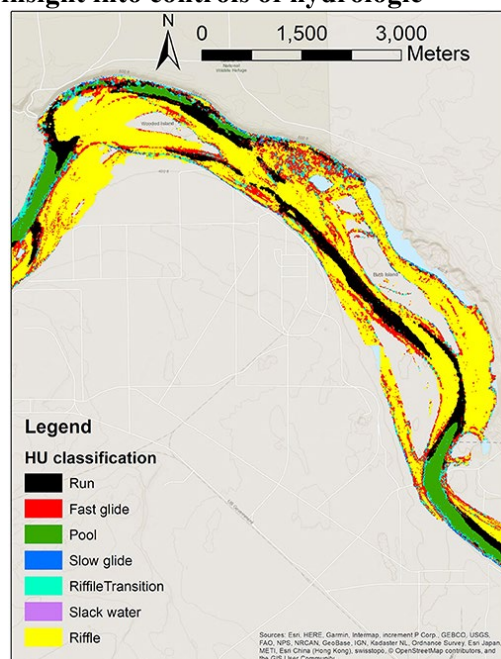 insight into controls of hydrologic
N
0 1,500 3,000
Meters
Legend
HU classification
Run
Fast glide
Pool
Slow glide
RiffileTransition
Slack water
Riffle
Sources: Esri, HERE, Garmin, Intermap, increment P Corp., GEBCO, USGS,
FAO, NPS, NRCAN, GeoBase, IGN, Kadaster NL, Ordnance Survey, Esri Japan,
METI, Esri China (Hong Kong), swisstopo, © OpenStreetMap contributors, and
the GIS User Community